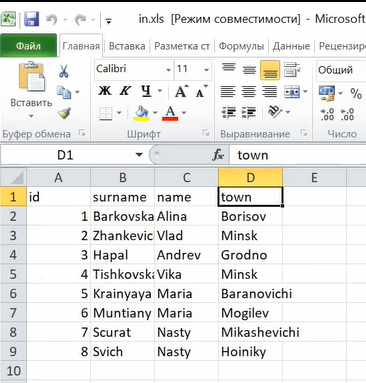 in.xls [Режим совместимости] - Microsoft
Файл Главная Вставка Разметка ст Формулы Данные Рецензиро
Calibri 11 Общий
Вставить Ж К Ч A A % 000
Буфер обмена Шрифт Выравнивание Число
D1 fx town
A B C D E
1 id surname name town
2 1 Barkovska Alina Borisov
3 2 Zhankevic Vlad Minsk
4 3 Hapal Andrev Grodno
5 4 Tishkovska Vika Minsk
6 5 Krainyaya Maria Baranovichi
7 6 Muntiany Maria Mogilev
8 7 Scurat Nasty Mikashevichi
9 8 Svich Nasty Hoiniky
10